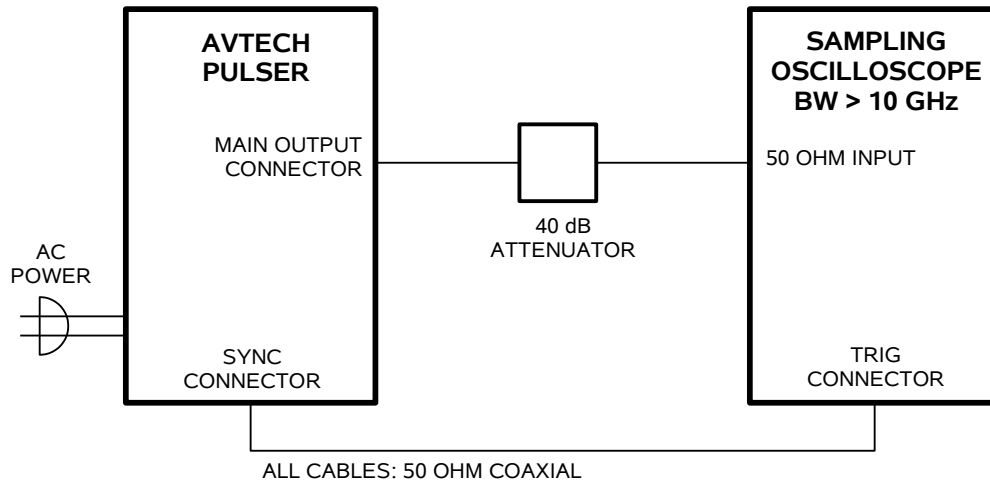 AVTECH
PULSER
MAIN OUTPUT
CONNECTOR
AC
POWER
SYNC
CONNECTOR
40 dB
ATTENUATOR
SAMPLING
OSCILLOSCOPE
BW > 10 GHz
50 OHM INPUT
TRIG
CONNECTOR
ALL CABLES: 50 OHM COAXIAL